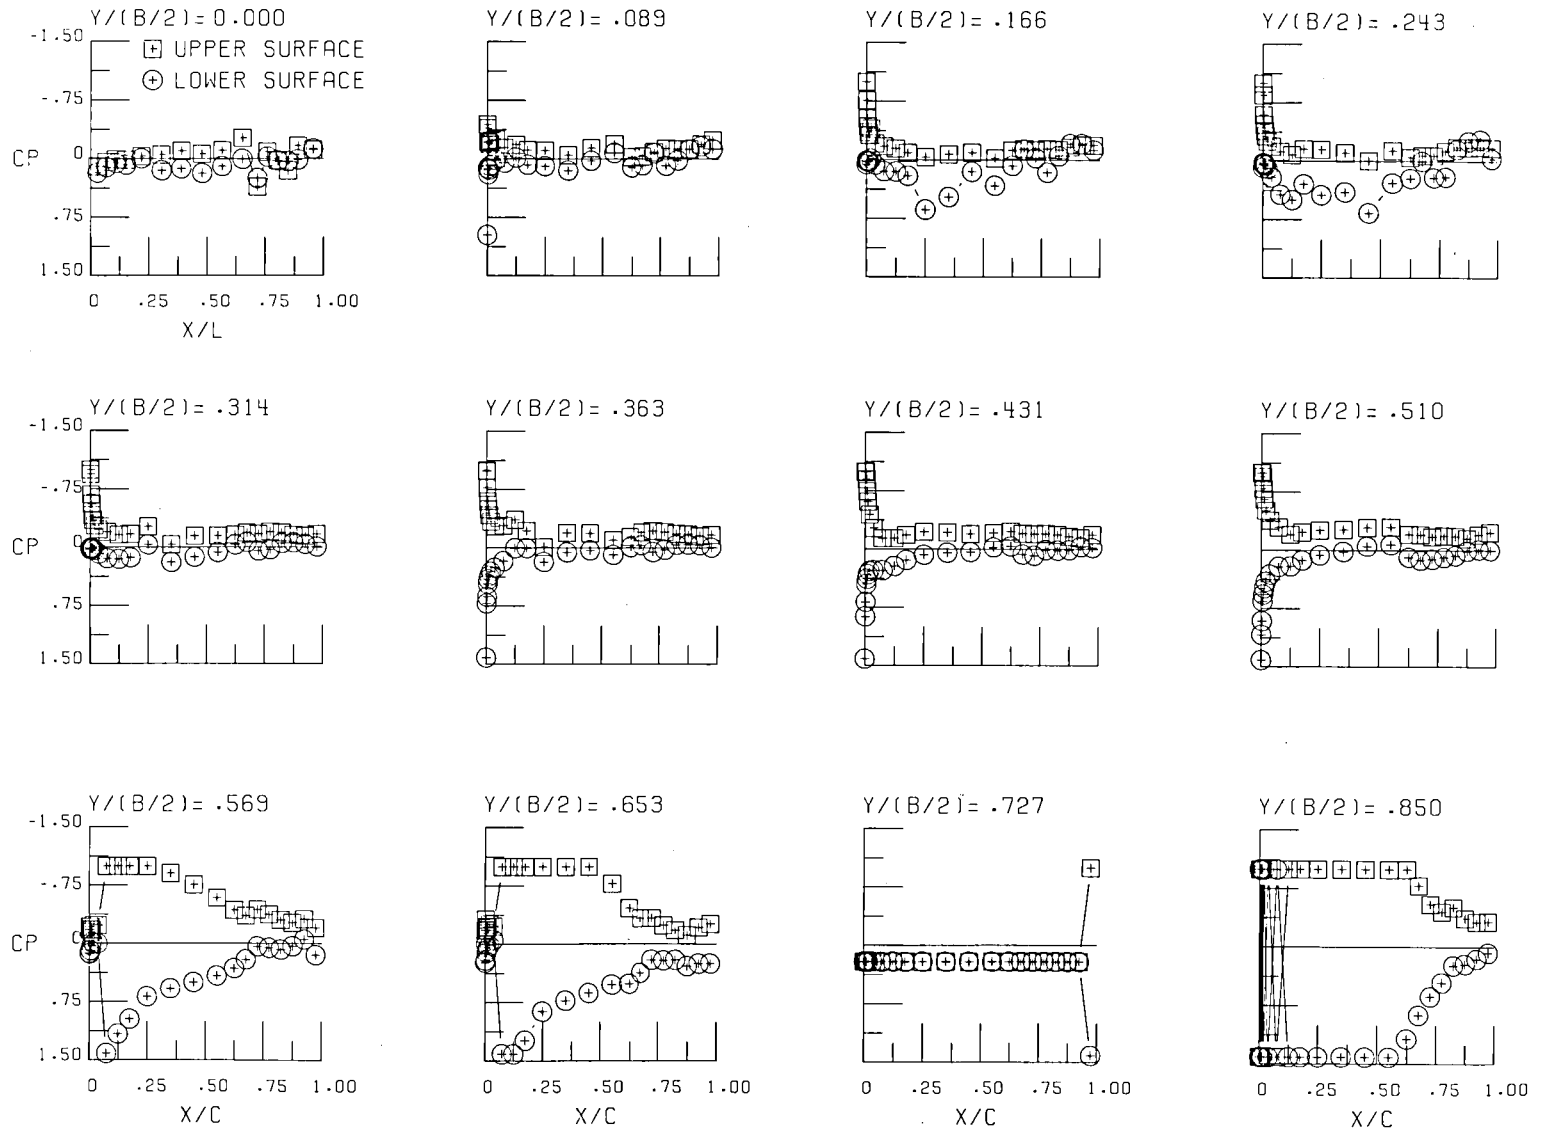 Y/(B/2)= 0.000
Y/(B/2)= .089
Y/(B/2)= .166
Y/(B/2)= .243
-1.50
UPPER SURFACE
LOWER SURFACE
-.75
CP
0
.75
1.50
0 .25 .50 .75 1.00
X/L
Y/(B/2)= .314
Y/(B/2)= .363
Y/(B/2)= .431
Y/(B/2)= .510
-1.50
-.75
CP
0
.75
1.50
Y/(B/2)= .569
Y/(B/2)= .653
Y/(B/2)= .727
Y/(B/2)= .850
-1.50
-.75
CP
.75
1.50
0 .25 .50 .75 1.00
0 .25 .50 .75 1.00
0 .25 .50 .75 1.00
0 .25 .50 .75 1.00
X/C
X/C
X/C
X/C